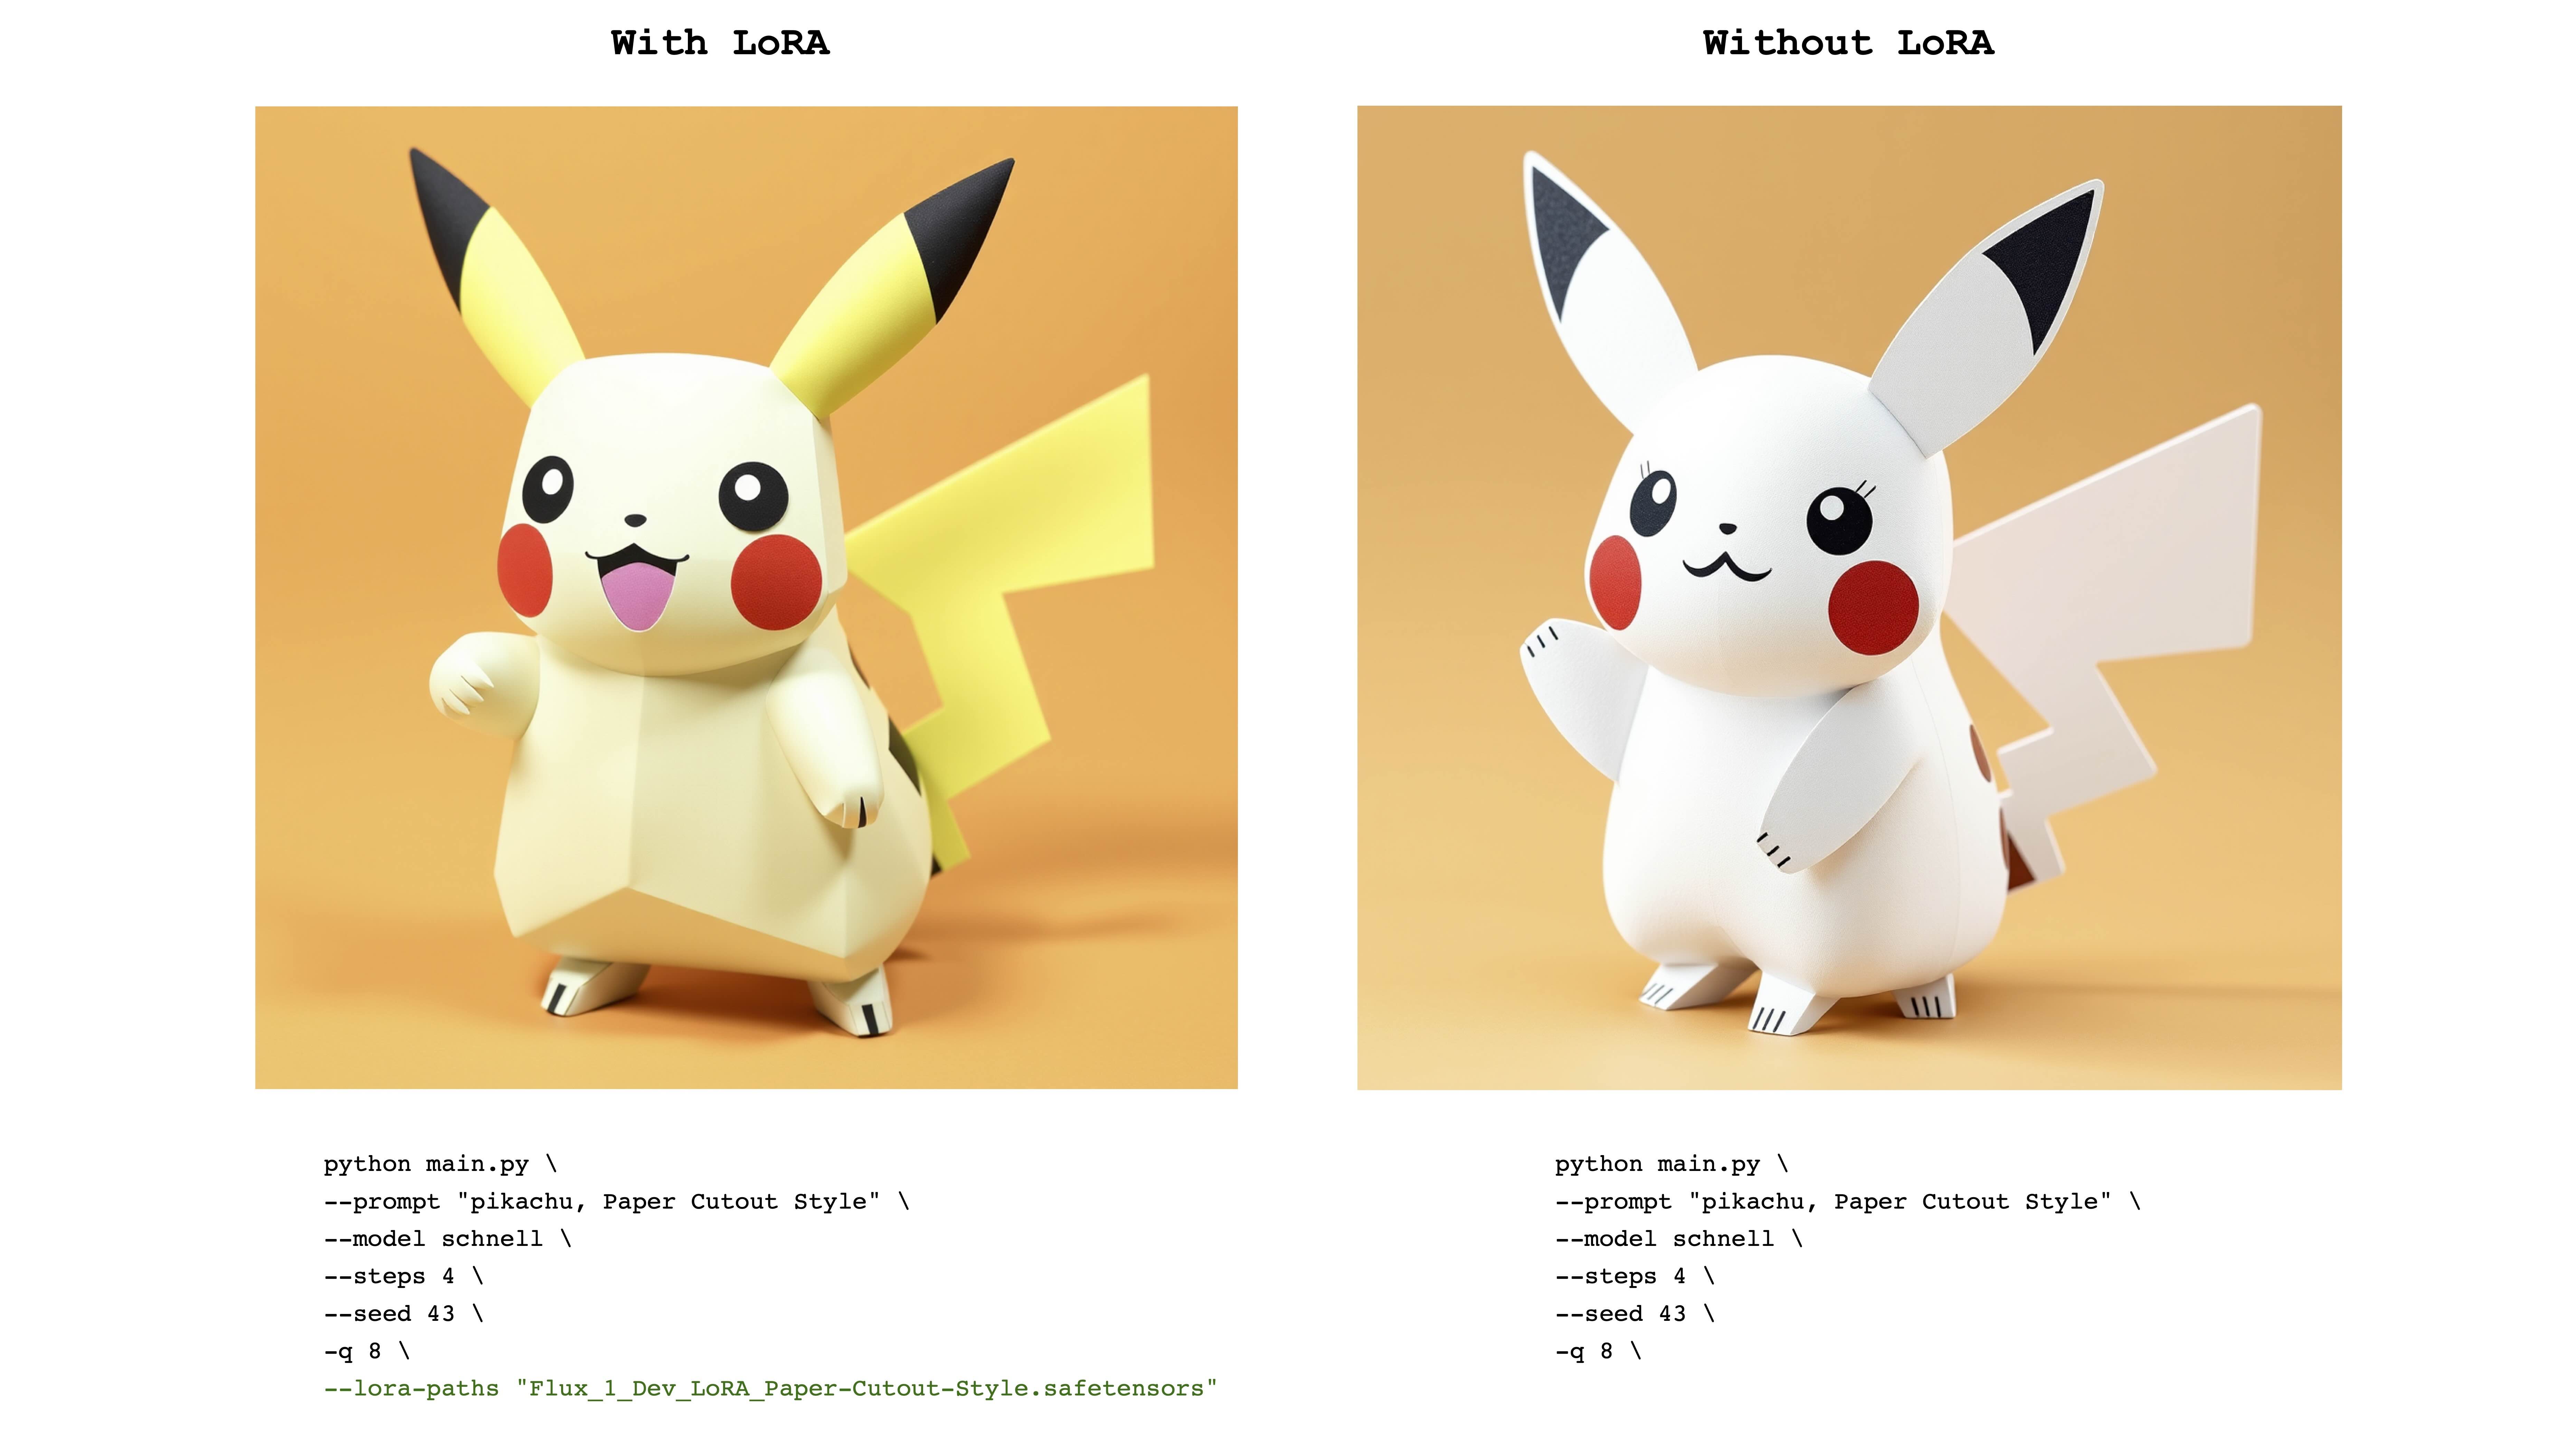 With LoRA
python main.py \
--prompt "pikachu, Paper Cutout Style" \
--model schnell \
--steps 4 \
--seed 43 \
-q 8 \
--lora-paths "Flux_1_Dev_LoRA_Paper-Cutout-Style.safetensors"
Without LoRA
python main.py \
--prompt "pikachu, Paper Cutout Style" \
--model schnell \
--steps 4 \
--seed 43 \
-q 8 \